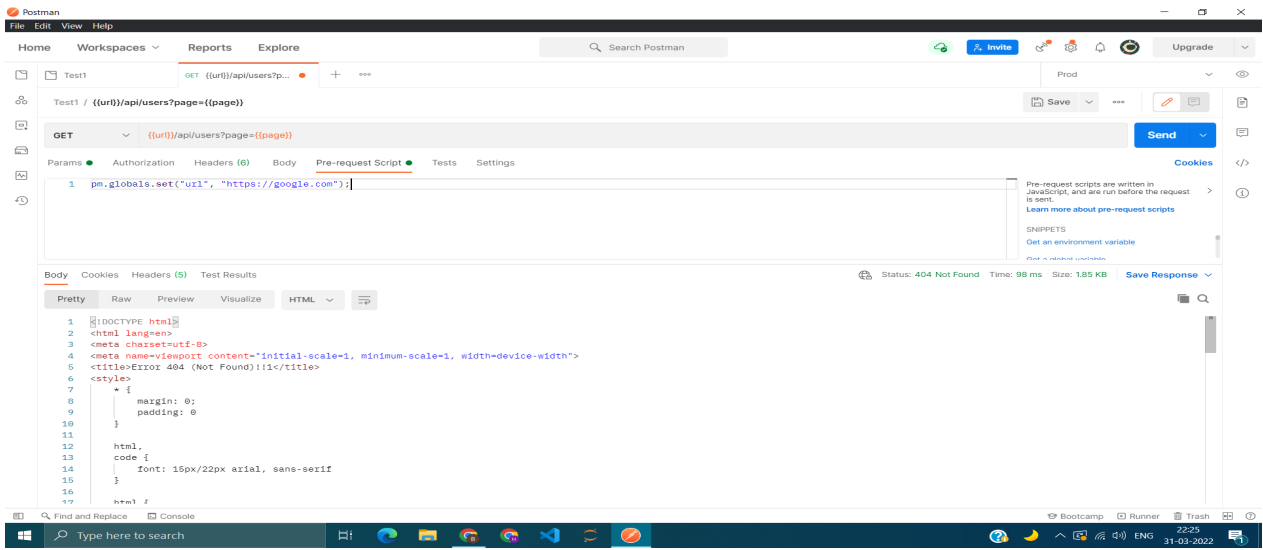 Postman
File Edit View Help
Home Workspaces Reports Explore Search Postman Invite Upgrade
Test1 GET {{url}}/api/users?p... Prod
Test1 / {{url}}/api/users?page={{page}} Save
GET {{url}}/api/users?page={{page}} Send
Params Authorization Headers (6) Body Pre-request Script Tests Settings Cookies
1 pm.globals.set("url", "https://google.com");
Pre-request scripts are written in
JavaScript, and are run before the request
is sent.
Learn more about pre-request scripts
SNIPPETS
Get an environment variable
Get a global variable
Body Cookies Headers (5) Test Results Status: 404 Not Found Time: 98 ms Size: 1.85 KB Save Response
Pretty Raw Preview Visualize HTML
1 <!DOCTYPE html>
2 <html lang=en>
3 <meta charset=utf-8>
4 <meta name=viewport content="initial-scale=1, minimum-scale=1, width=device-width">
5 <title>Error 404 (Not Found)!!1</title>
6 <style>
7 * {
8 margin: 0;
9 padding: 0
10 }
11
12 html,
13 code {
14 font: 15px/22px arial, sans-serif
15 }
16
17 html {
Find and Replace Console Bootcamp Runner Trash
Type here to search ENG 22:25
31-03-2022